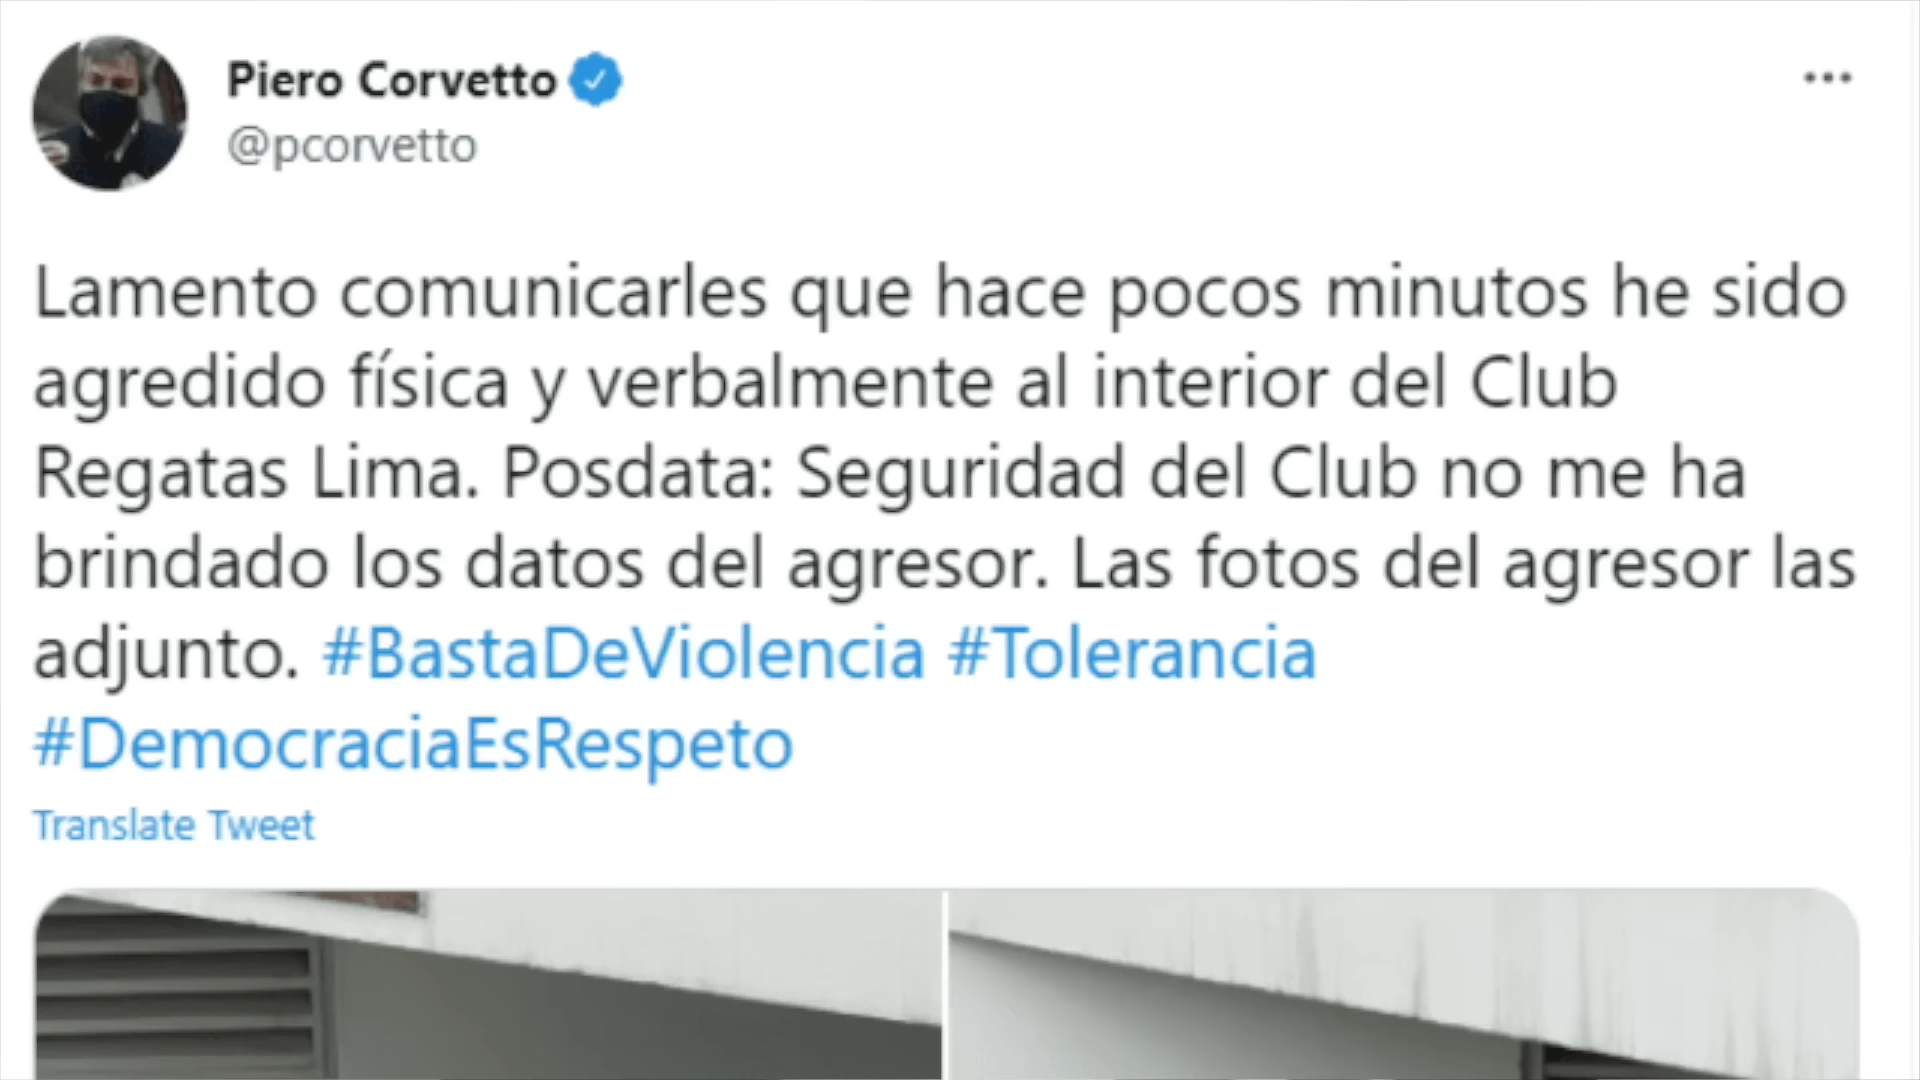 Piero Corvetto
@pcorvetto
Lamento comunicarles que hace pocos minutos he sido
agredido física y verbalmente al interior del Club
Regatas Lima. Posdata: Seguridad del Club no me ha
brindado los datos del agresor. Las fotos del agresor las
adjunto. #BastaDeViolencia #Tolerancia
#DemocraciaEsRespeto
Translate Tweet